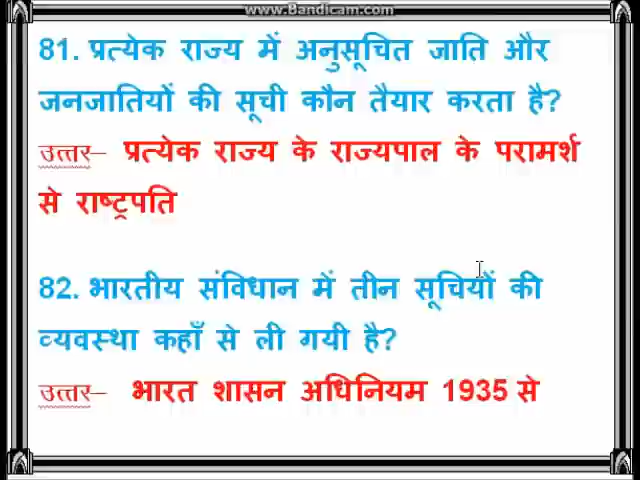 www.Bandicam.com
81. प्रत्येक राज्य में अनुसूचित जाति और
जनजातियों की सूची कौन तैयार करता है?
उत्तर– प्रत्येक राज्य के राज्यपाल के परामर्श
से राष्ट्रपति
82. भारतीय संविधान में तीन सूचियों की
व्यवस्था कहाँ से ली गयी है?
उत्तर– भारत शासन अधिनियम 1935 से